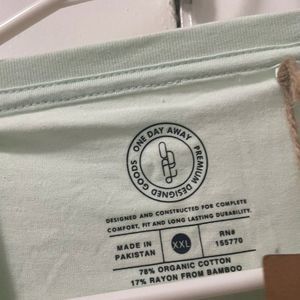 ONE DAY AWAY
PREMIUM DESIGNED GOODS
DESIGNED AND CONSTRUCTED FOR COMPLETE
COMFORT, FIT AND LONG LASTING DURABILITY.
MADE IN
PAKISTAN
XXL
RN#
155770
78% ORGANIC COTTON
17% RAYON FROM BAMBOO